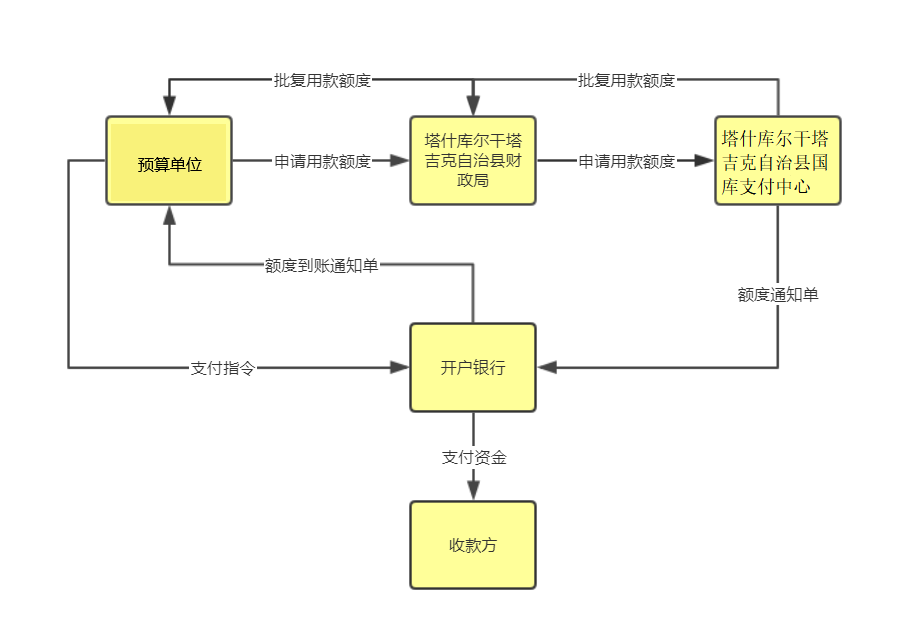 批复用款额度
批复用款额度
预算单位
申请用款额度
塔什库尔干塔
吉克自治县财
政局
申请用款额度
塔什库尔干塔
吉克自治县国
库支付中心
额度到账通知单
额度通知单
支付指令
开户银行
支付资金
收款方